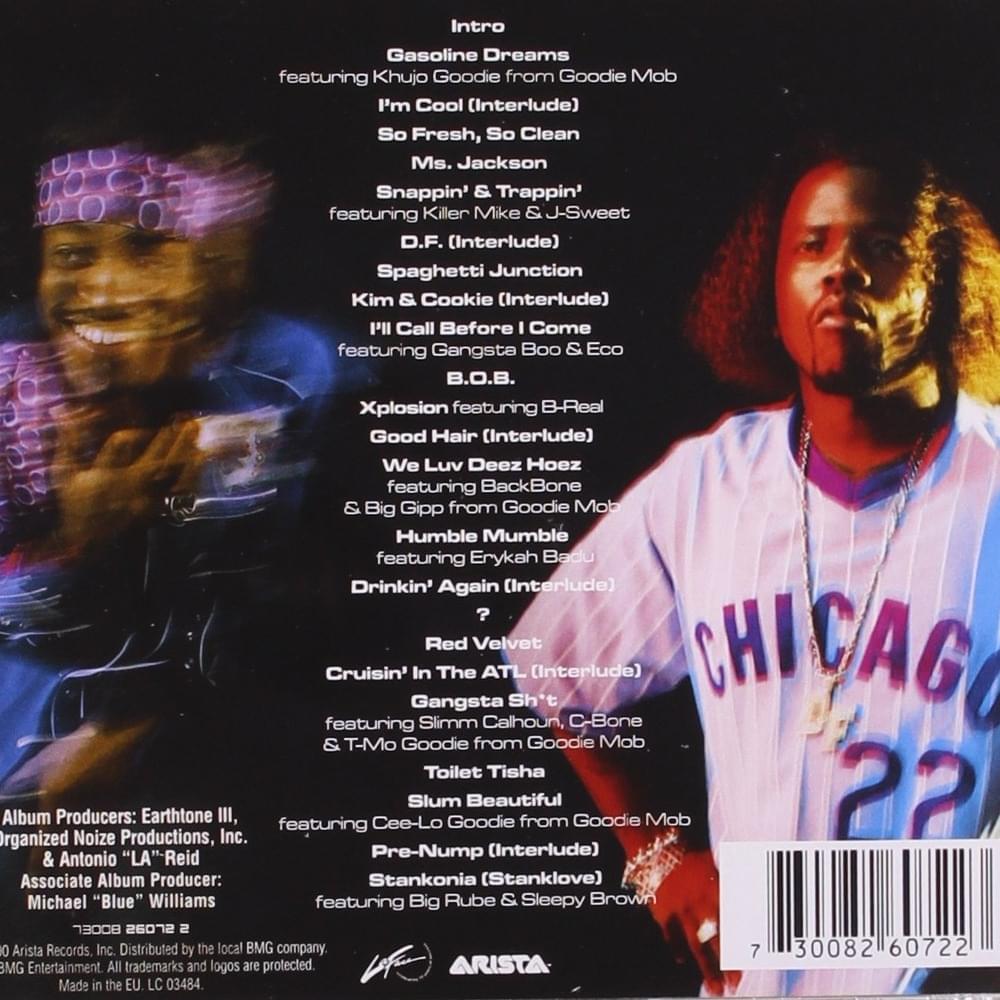 Intro
Gasoline Dreams
featuring Khujo Goodie from Goodie Mob
I'm Cool (Interlude)
So Fresh, So Clean
Ms. Jackson
Snappin' & Trappin'
featuring Killer Mike & J-Sweet
D.F. (Interlude)
Spaghetti Junction
Kim & Cookie (Interlude)
I'll Call Before I Come
featuring Gangsta Boo & Eco
B.O.B.
Xplosion featuring B-Real
Good Hair (Interlude)
We Luv Deez Hoez
featuring BackBone
& Big Gipp from Goodie Mob
Humble Mumble
featuring Erykah Badu
Drinkin' Again (Interlude)
?
Red Velvet
Cruisin' In The ATL (Interlude)
Gangsta Sh*t
featuring Slimm Calhoun, C-Bone
& T-Mo Goodie from Goodie Mob
Toilet Tisha
Slum Beautiful
featuring Cee-Lo Goodie from Goodie Mob
Pre-Nump (Interlude)
Stankonia (Stanklove)
featuring Big Rube & Sleepy Brown
CHICAGO
22
Album Producers: Earthtone III,
Organized Noize Productions, Inc.
& Antonio "LA" Reid
Associate Album Producer:
Michael "Blue" Williams
73008 26072 2
0 Arista Records, Inc. Distributed by the local BMG company.
BMG Entertainment. All trademarks and logos are protected.
Made in the EU. LC 03484.
LaFace
ARISTA
7 30082 60722